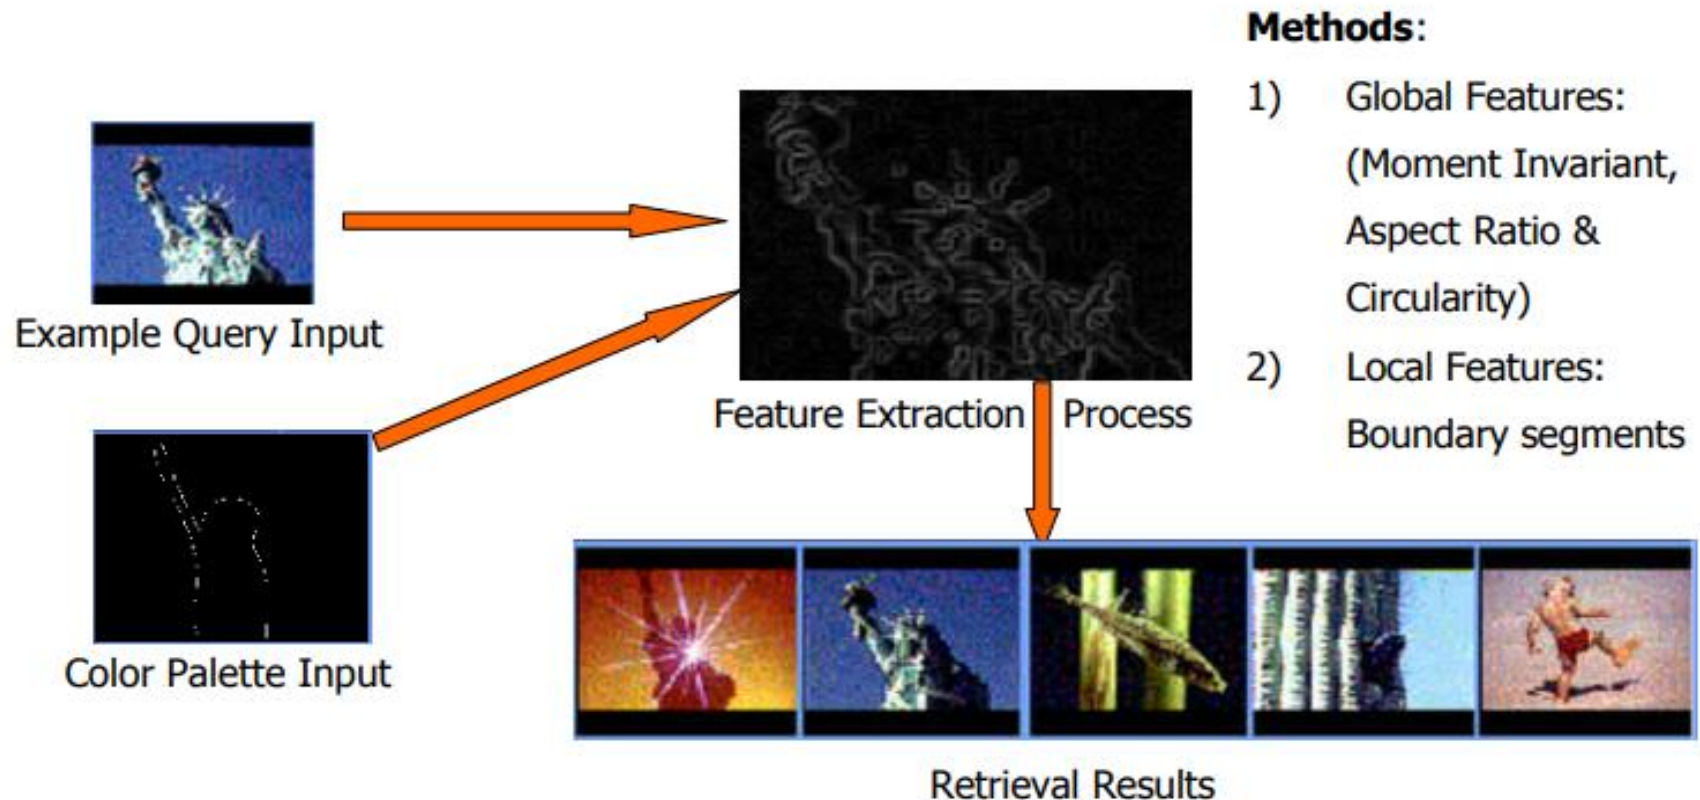 Methods:
1) Global Features:
(Moment Invariant,
Aspect Ratio &
Circularity)
2) Local Features:
Boundary segments
Example Query Input
Feature Extraction Process
Color Palette Input
Retrieval Results